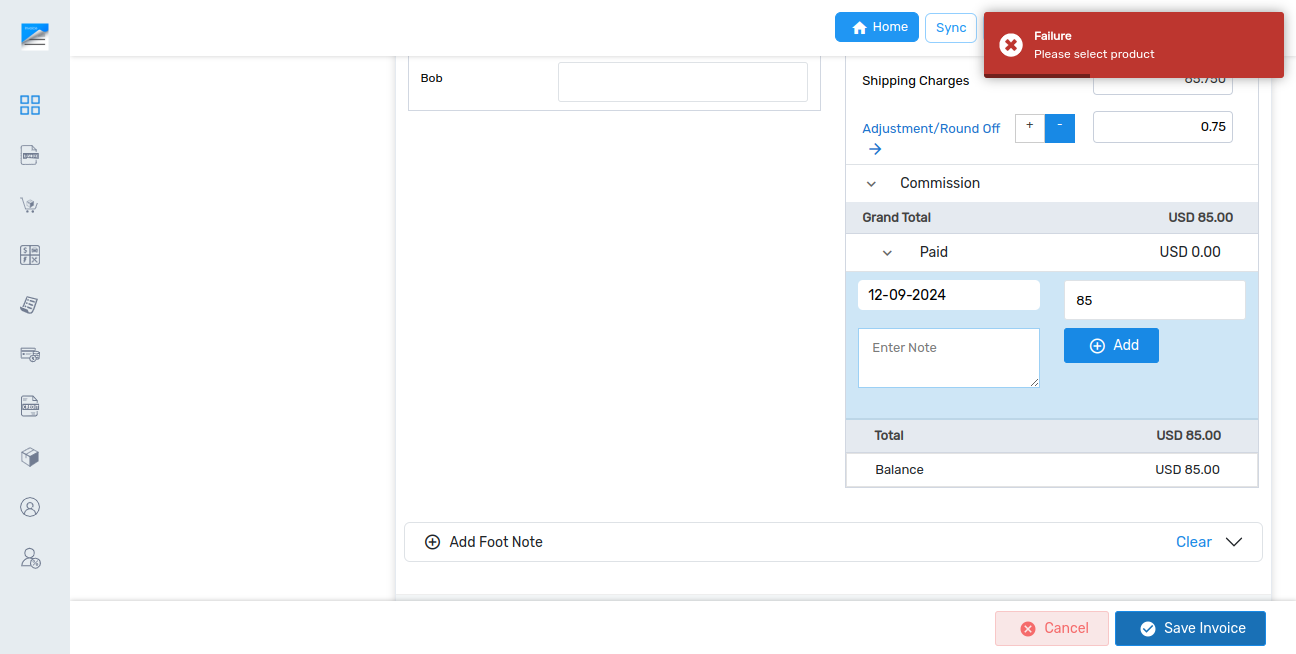 Home
Sync
Failure
Please select product
Bob
Shipping Charges
85.750
Adjustment/Round Off
+
-
0.75
Commission
Grand Total
USD 85.00
Paid
USD 0.00
12-09-2024
85
Enter Note
Add
Total
USD 85.00
Balance
USD 85.00
Add Foot Note
Clear
Cancel
Save Invoice